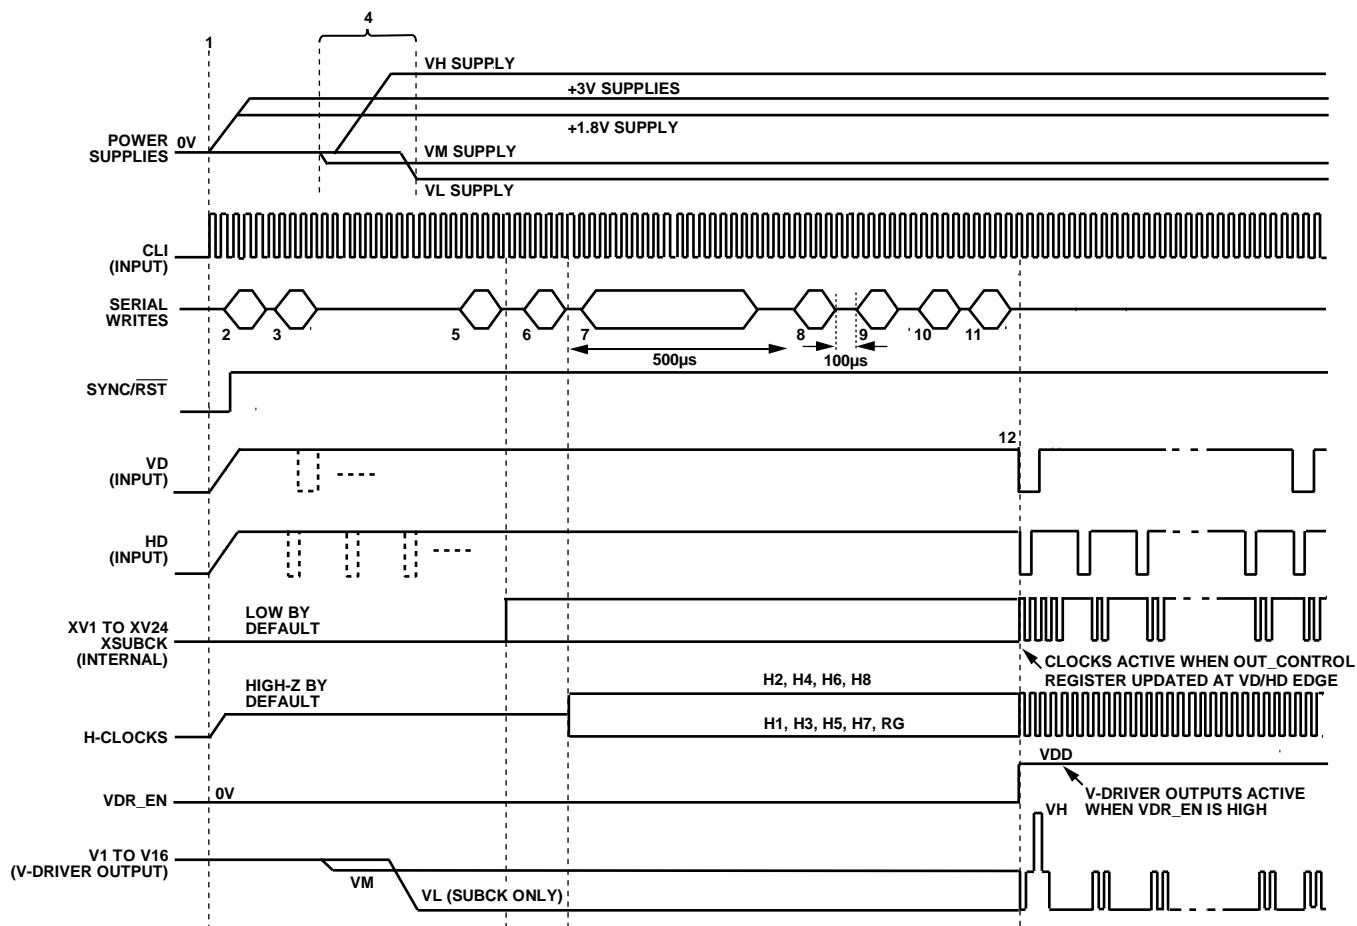 4
1
VH SUPPLY
+3V SUPPLIES
+1.8V SUPPLY
POWER
SUPPLIES
0V
VM SUPPLY
VL SUPPLY
CLI
(INPUT)
SERIAL
WRITES
2
3
5
6
7
8
9
10
11
500µs
100µs
SYNC/RST
12
VD
(INPUT)
HD
(INPUT)
LOW BY
DEFAULT
XV1 TO XV24
XSUBCK
(INTERNAL)
CLOCKS ACTIVE WHEN OUT_CONTROL
REGISTER UPDATED AT VD/HD EDGE
HIGH-Z BY
DEFAULT
H2, H4, H6, H8
H-CLOCKS
H1, H3, H5, H7, RG
VDD
VDR_EN
0V
V-DRIVER OUTPUTS ACTIVE
WHEN VDR_EN IS HIGH
VH
V1 TO V16
(V-DRIVER OUTPUT)
VM
VL (SUBCK ONLY)